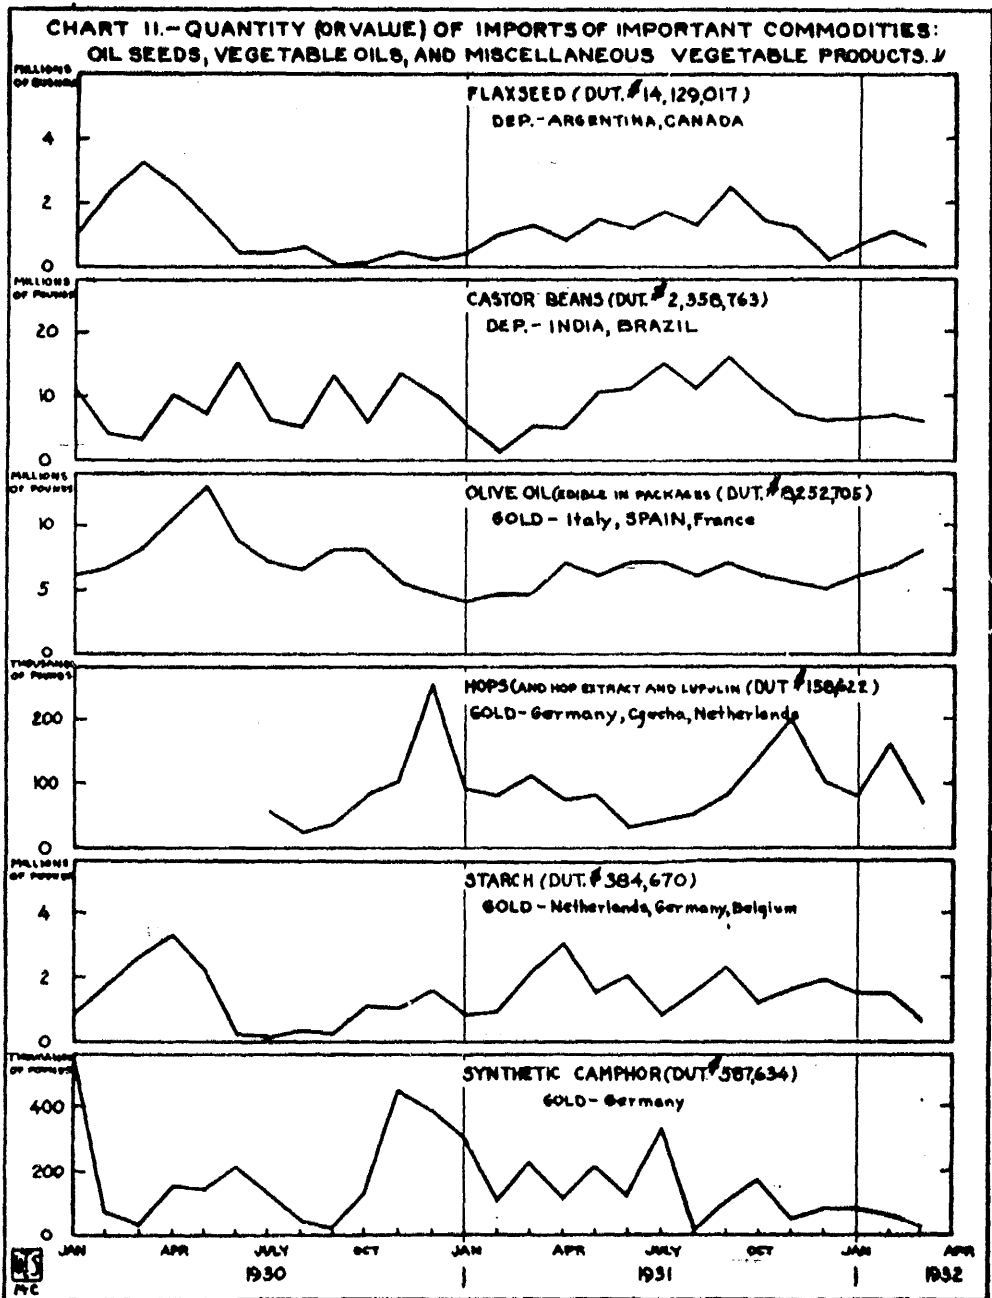 CHART II.-QUANTITY (OR VALUE) OF IMPORTS OF IMPORTANT COMMODITIES:
OIL SEEDS, VEGETABLE OILS, AND MISCELLANEOUS VEGETABLE PRODUCTS. 1/
MILLIONS
OF BUSHELS
FLAXSEED (DUT. $14,129,017)
DEP.-ARGENTINA, CANADA
4
2
0
MILLIONS
OF POUNDS
CASTOR BEANS (DUT. $2,358,763)
DEP.- INDIA, BRAZIL
20
10
0
MILLIONS
OF POUNDS
OLIVE OIL (EDIBLE IN PACKAGES (DUT. $8,252,705)
GOLD - Italy, SPAIN, France
10
5
0
THOUSAND
OF POUNDS
HOPS (AND HOP EXTRACT AND LUPULIN (DUT $158,622)
GOLD-Germany, Czecho, Netherlands
200
100
0
MILLIONS
OF POUNDS
STARCH (DUT. $384,670)
GOLD - Netherlands, Germany, Belgium
4
2
0
THOUSANDS
OF POUNDS
SYNTHETIC CAMPHOR (DUT. $587,634)
GOLD - Germany
400
200
0
JAN APR JULY OCT JAN APR JULY OCT JAN APR
1930 1931 1932